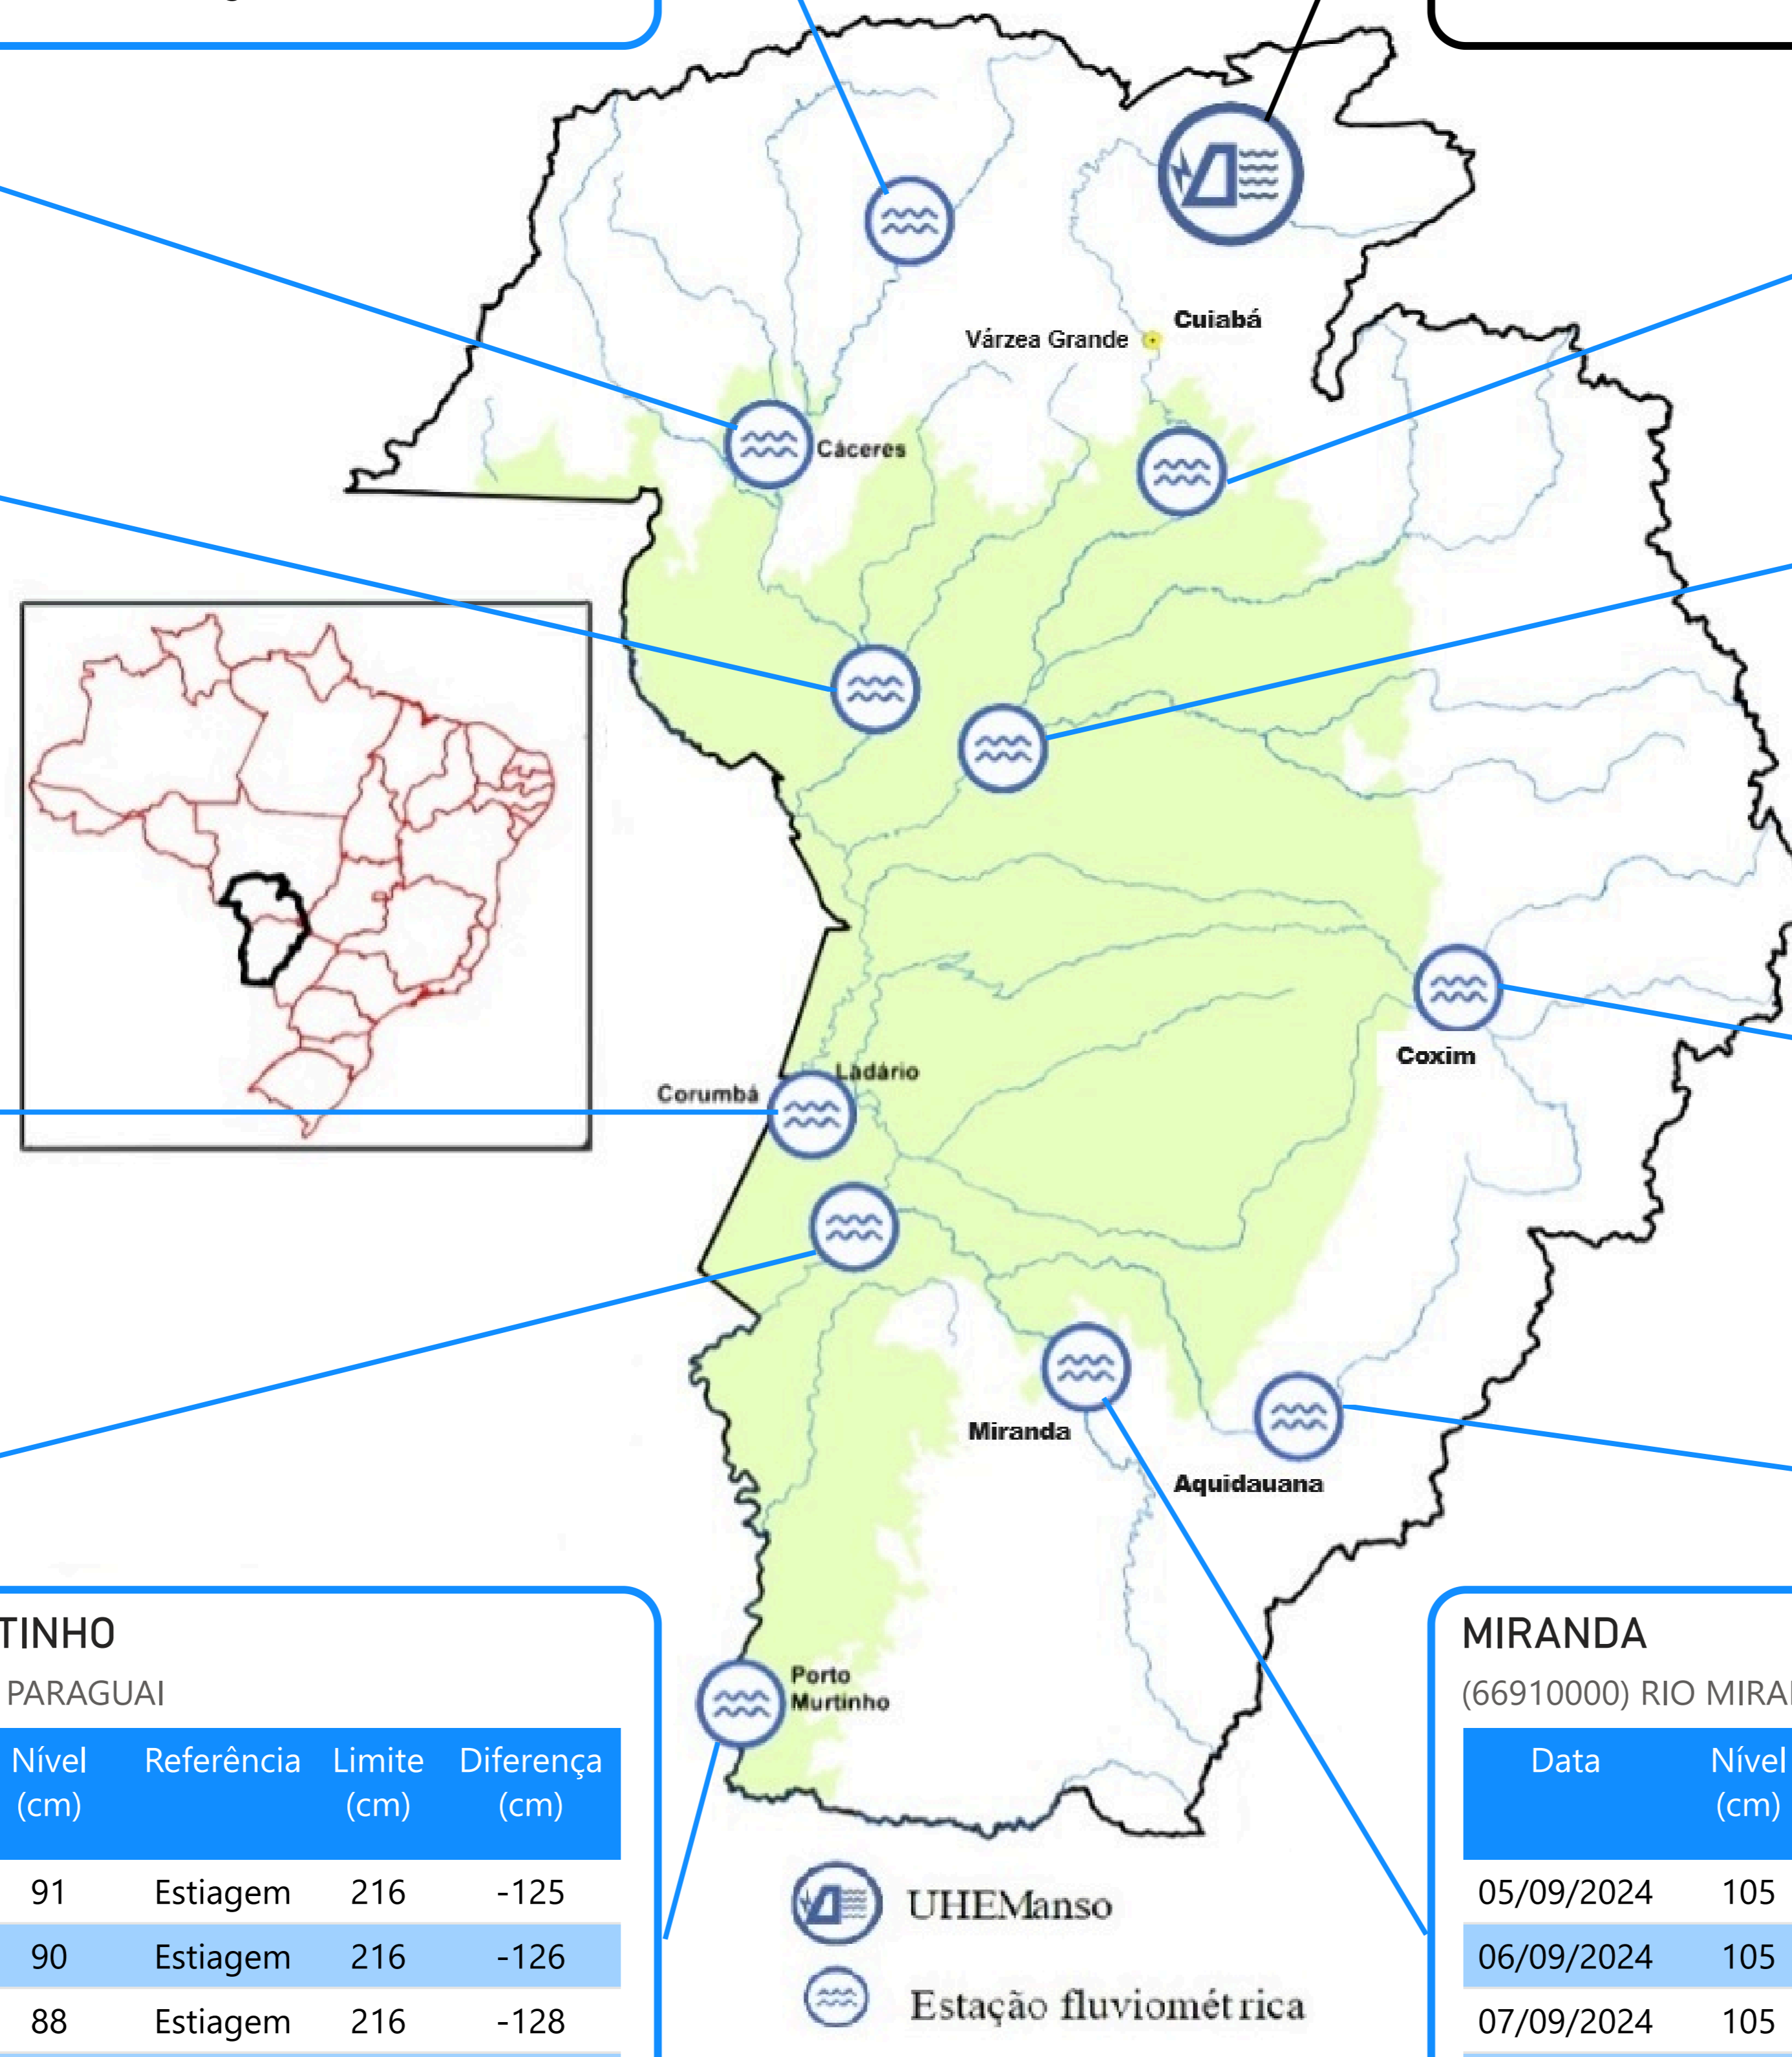 Cuiabá
Várzea Grande
Cáceres
Coxim
Ladário
Corumbá
Miranda
Aquidauana
Porto
Murtinho
TINHO
PARAGUAI
Nível Referência Limite Diferença
(cm) (cm) (cm)
91 Estiagem 216 -125
90 Estiagem 216 -126
88 Estiagem 216 -128
UHEManso
Estação fluviométrica
MIRANDA
(66910000) RIO MIRA
Data Nível
(cm)
05/09/2024 105
06/09/2024 105
07/09/2024 105